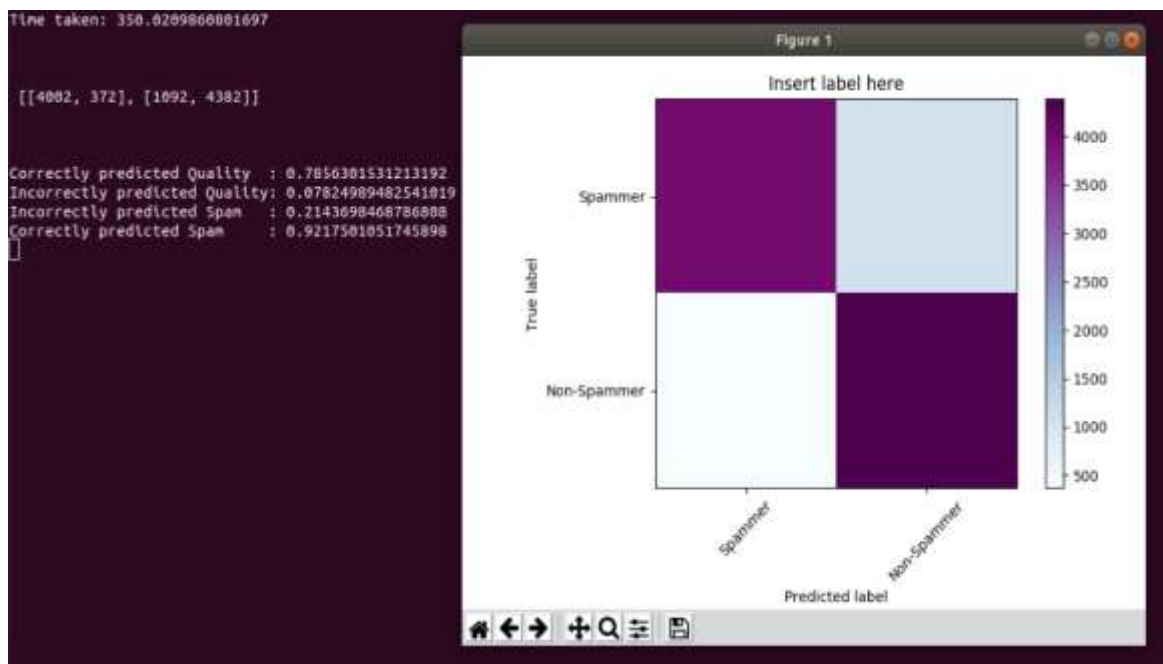 Time taken: 350.0209860801697
[[4002, 372], [1092, 4382]]
Correctly predicted Quality : 0.7856301531213192
Incorrectly predicted Quality: 0.07824989482541019
Incorrectly predicted Spam : 0.2143698468786808
Correctly predicted Spam : 0.9217501051745898
Figure 1
Insert label here
4000
3500
3000
2500
2000
1500
1000
500
True label
Spammer
Non-Spammer
Spammer
Non-Spammer
Predicted label